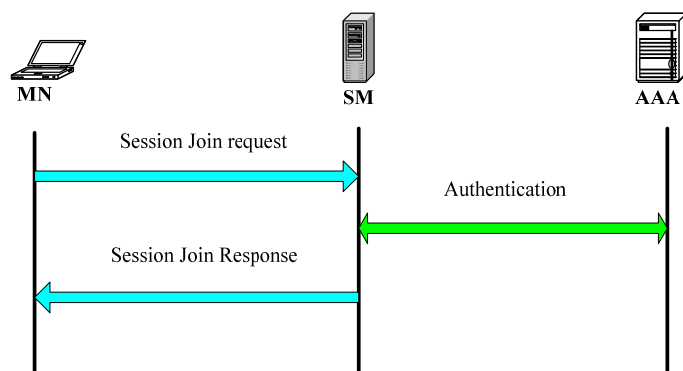 MN
SM
AAA
Session Join request
Authentication
Session Join Response